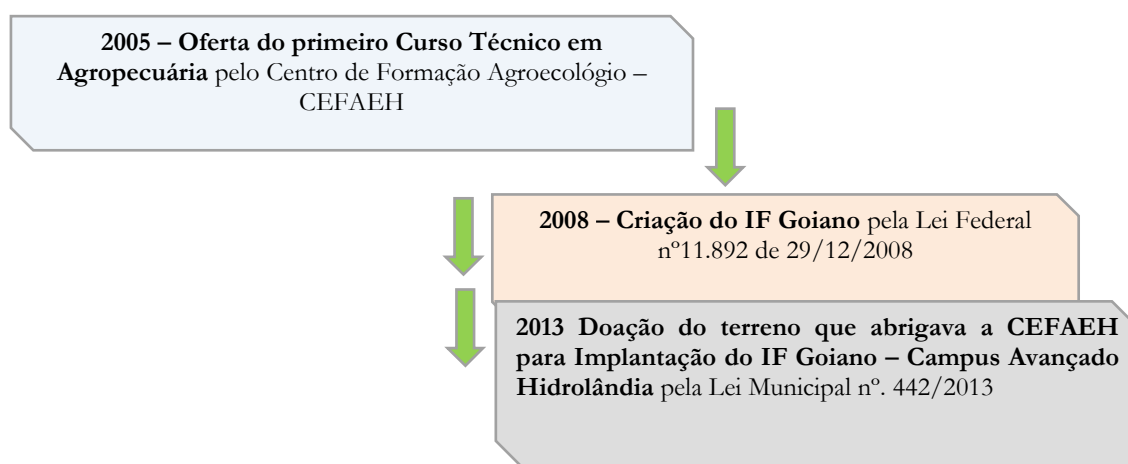 2005 – Oferta do primeiro Curso Técnico em
Agropecuária pelo Centro de Formação Agroecológio –
CEFAEH
2008 – Criação do IF Goiano pela Lei Federal
nº11.892 de 29/12/2008
2013 Doação do terreno que abrigava a CEFAEH
para Implantação do IF Goiano – Campus Avançado
Hidrolândia pela Lei Municipal nº. 442/2013